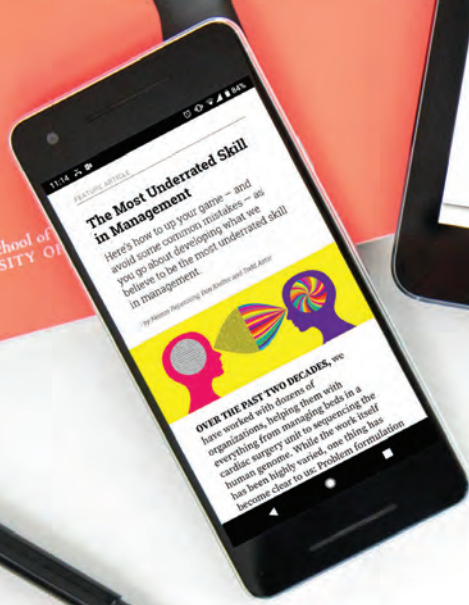 hool of
SITY OF
11:14
84%
FEATURE ARTICLE
The Most Underrated Skill
in Management
Here's how to up your game – and
avoid some common mistakes – as
you go about developing what we
believe to be the most underrated skill
in management.
by Nelson Repenning, Don Kieffer and Todd Astor
OVER THE PAST TWO DECADES, we
have worked with dozens of
organizations, helping them with
everything from managing beds in a
cardiac surgery unit to sequencing the
human genome. While the work itself
has been highly varied, one thing has
become clear to us: Problem formulation